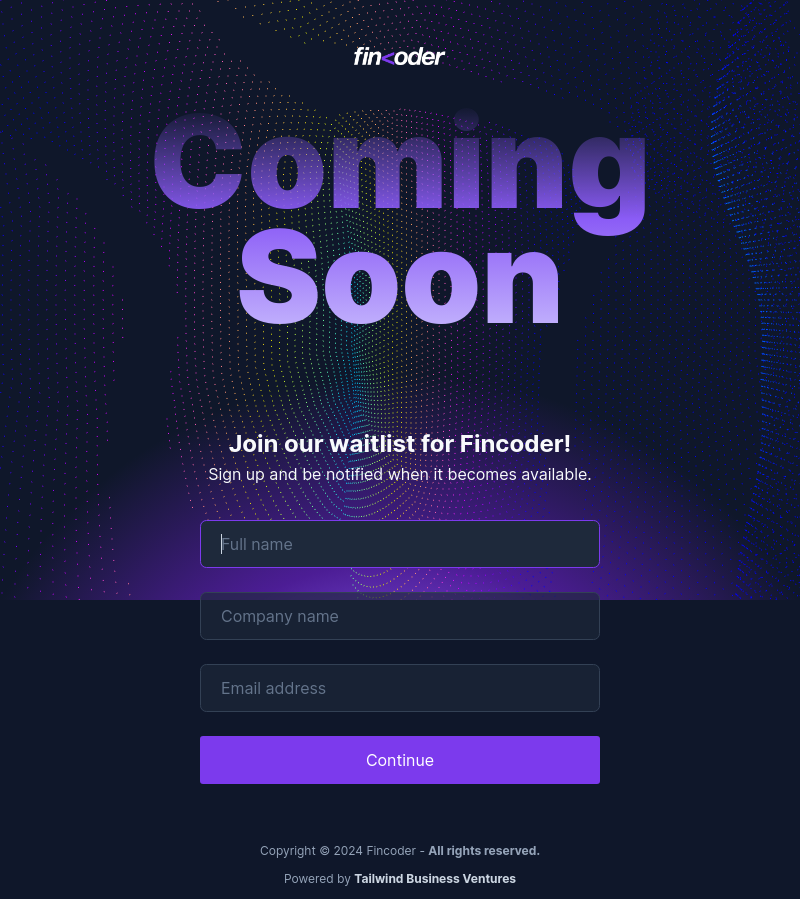 fin<oder
Coming
Soon
Join our waitlist for Fincoder!
Sign up and be notified when it becomes available.
Full name
Company name
Email address
Continue
Copyright © 2024 Fincoder - All rights reserved.
Powered by Tailwind Business Ventures